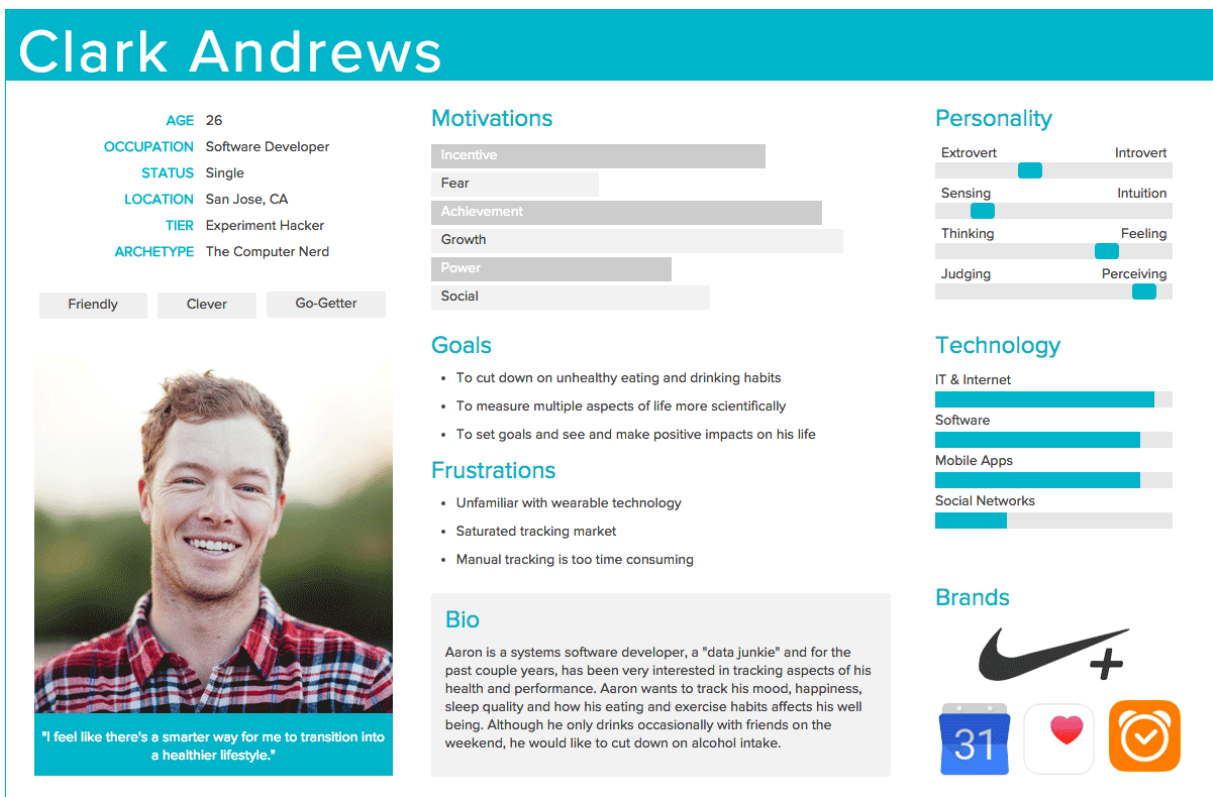 Clark Andrews
AGE 26
OCCUPATION Software Developer
STATUS Single
LOCATION San Jose, CA
TIER Experiment Hacker
ARCHETYPE The Computer Nerd
Friendly Clever Go-Getter
"I feel like there's a smarter way for me to transition into
a healthier lifestyle."
Motivations
Incentive
Fear
Achievement
Growth
Power
Social
Goals
• To cut down on unhealthy eating and drinking habits
• To measure multiple aspects of life more scientifically
• To set goals and see and make positive impacts on his life
Frustrations
• Unfamiliar with wearable technology
• Saturated tracking market
• Manual tracking is too time consuming
Bio
Aaron is a systems software developer, a "data junkie" and for the
past couple years, has been very interested in tracking aspects of his
health and performance. Aaron wants to track his mood, happiness,
sleep quality and how his eating and exercise habits affects his well
being. Although he only drinks occasionally with friends on the
weekend, he would like to cut down on alcohol intake.
Personality
Extrovert Introvert
Sensing Intuition
Thinking Feeling
Judging Perceiving
Technology
IT & Internet
Software
Mobile Apps
Social Networks
Brands
+
31